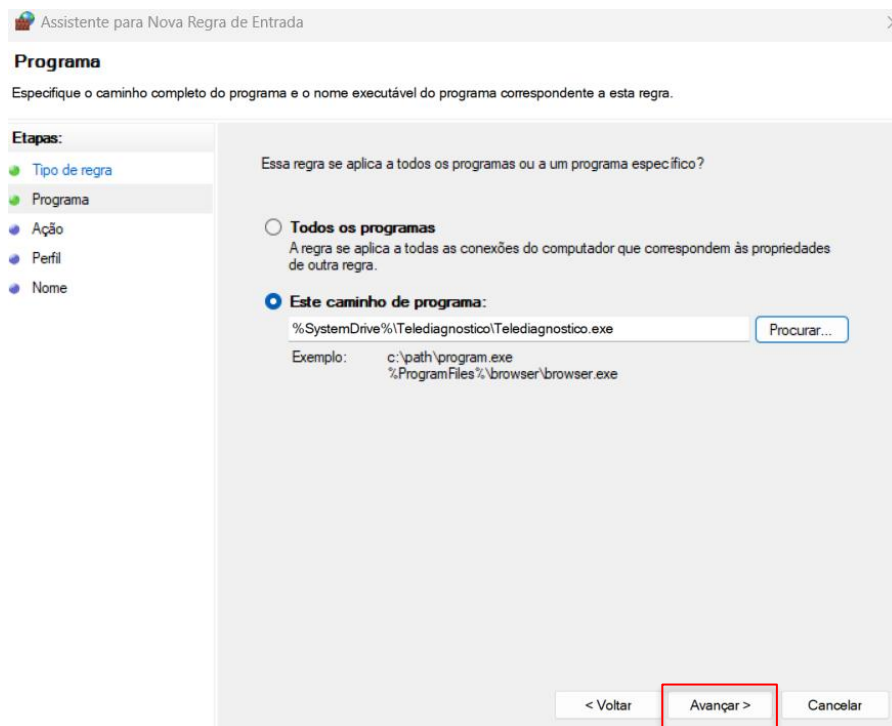 Assistente para Nova Regra de Entrada
Programa
Especifique o caminho completo do programa e o nome executável do programa correspondente a esta regra.
Etapas:
Tipo de regra
Programa
Ação
Perfil
Nome
Essa regra se aplica a todos os programas ou a um programa específico?
Todos os programas
A regra se aplica a todas as conexões do computador que correspondem às propriedades
de outra regra.
Este caminho de programa:
%SystemDrive%\Telediagnostico\Telediagnostico.exe
Procurar...
Exemplo: c:\path\program.exe
%ProgramFiles%\browser\browser.exe
< Voltar
Avançar >
Cancelar